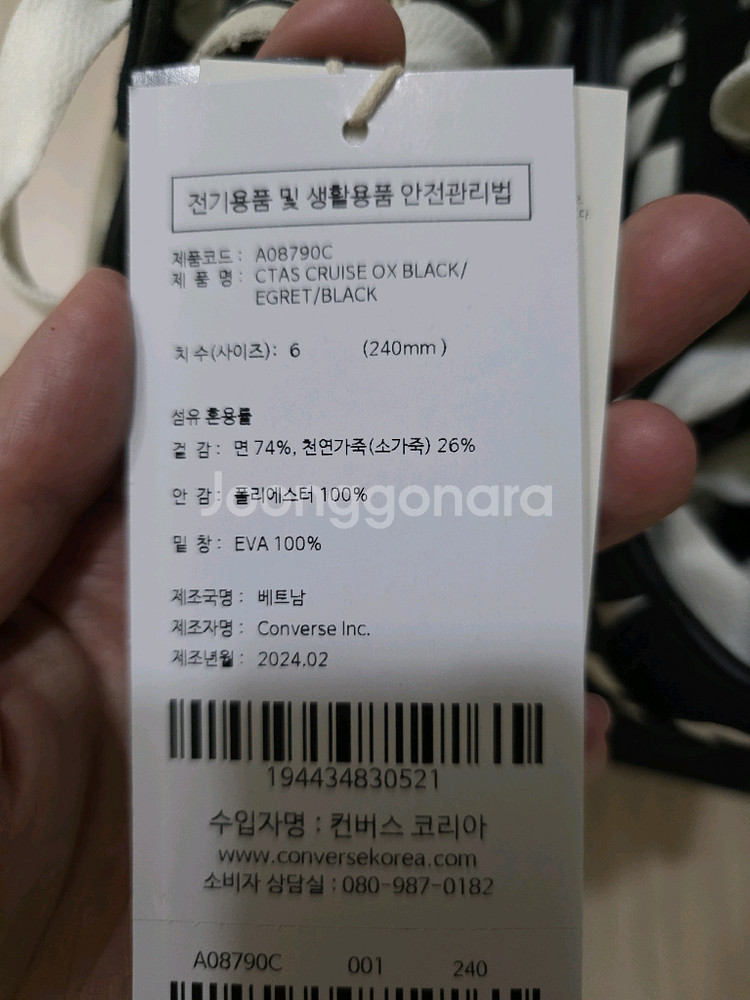 전기용품 및 생활용품 안전관리법
제품코드 : A08790C
제 품 명 : CTAS CRUISE OX BLACK/
EGRET/BLACK
치 수(사이즈) : 6 (240mm )
섬유 혼용률
겉 감 : 면 74%, 천연가죽(소가죽) 26%
안 감 : 폴리에스터 100%
Joonggonara
밑 창 : EVA 100%
제조국명 : 베트남
제조자명 : Converse Inc.
제조년월 : 2024.02
194434830521
수입자명 : 컨버스 코리아
www.conversekorea.com
소비자 상담실 : 080-987-0182
A08790C 001 240